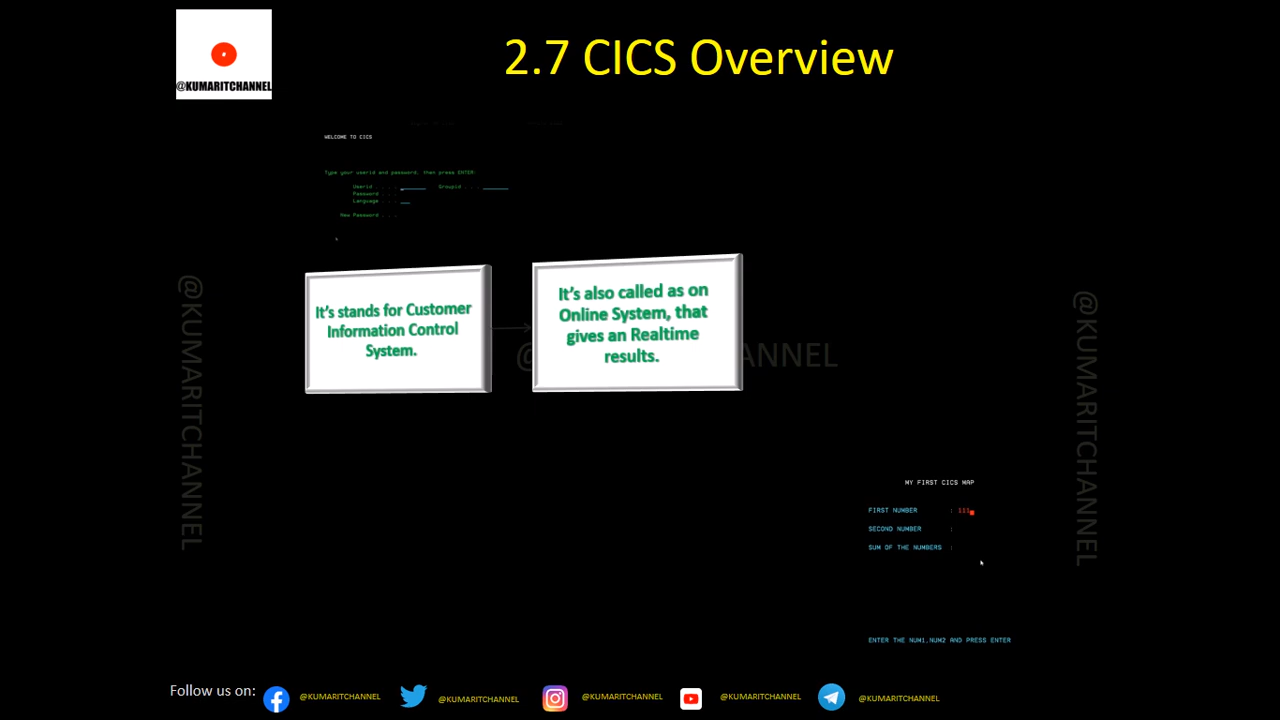 @KUMARITCHANNEL
2.7 CICS Overview
WELCOME TO CICS
Type your userid and password, then press ENTER:
Userid . . . . Groupid . . .
Password . . .
Language . . .
New Password . . .
It's stands for Customer
Information Control
System.
It's also called as on
Online System, that
gives an Realtime
results.
@KUMARITCHANNEL
@KUMARITCHANNEL
MY FIRST CICS MAP
FIRST NUMBER : 111
SECOND NUMBER :
SUM OF THE NUMBERS :
ENTER THE NUM1,NUM2 AND PRESS ENTER
Follow us on: @KUMARITCHANNEL @KUMARITCHANNEL @KUMARITCHANNEL @KUMARITCHANNEL @KUMARITCHANNEL